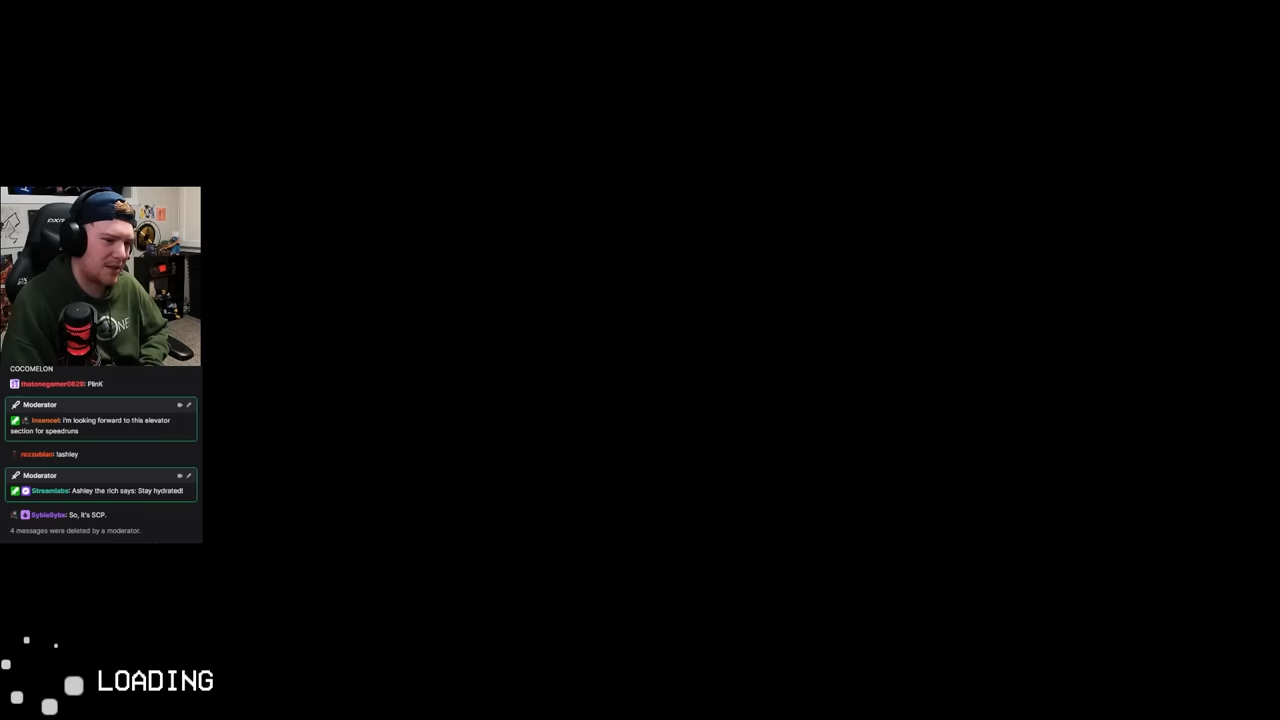 COCOMELON
thatonegamer0829: PlinK
Moderator
Insencel: i'm looking forward to this elevator
section for speedruns
rezzubian: !ashley
Moderator
Streamlabs: Ashley the rich says: Stay hydrated!
SybieSybs: So, it's SCP.
4 messages were deleted by a moderator.
LOADING